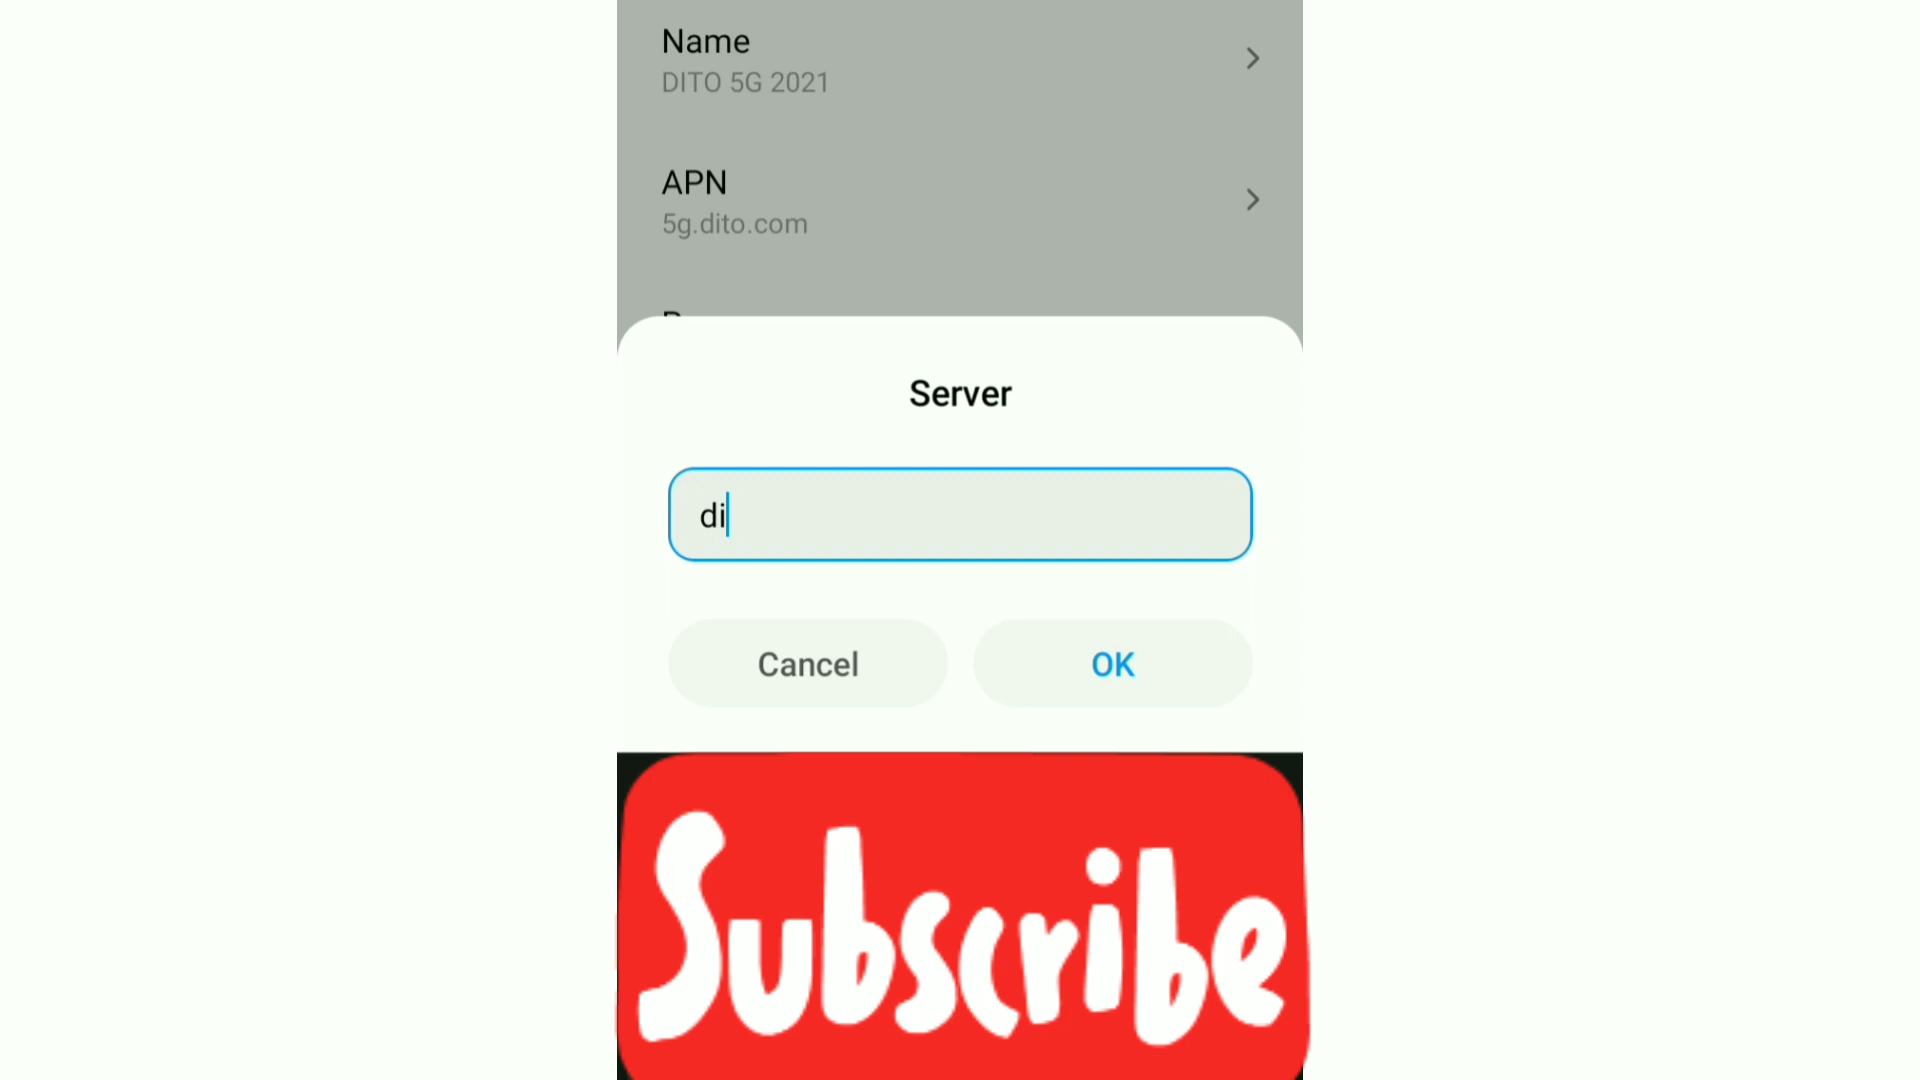 Name
DITO 5G 2021
APN
5g.dito.com
Server
di
Cancel
OK
Subscribe